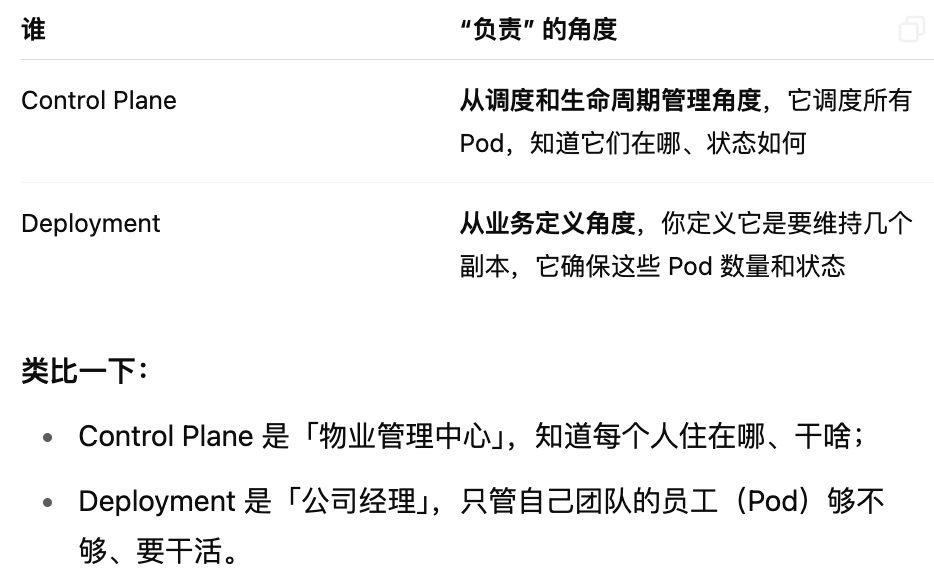 谁 “负责” 的角度
Control Plane 从调度和生命周期管理角度，它调度所有
Pod，知道它们在哪、状态如何
Deployment 从业务定义角度，你定义它是要维持几个
副本，它确保这些 Pod 数量和状态
类比一下：
• Control Plane 是「物业管理中心」，知道每个人住在哪、干啥；
• Deployment 是「公司经理」，只管自己团队的员工（Pod）够不
够、要干活。